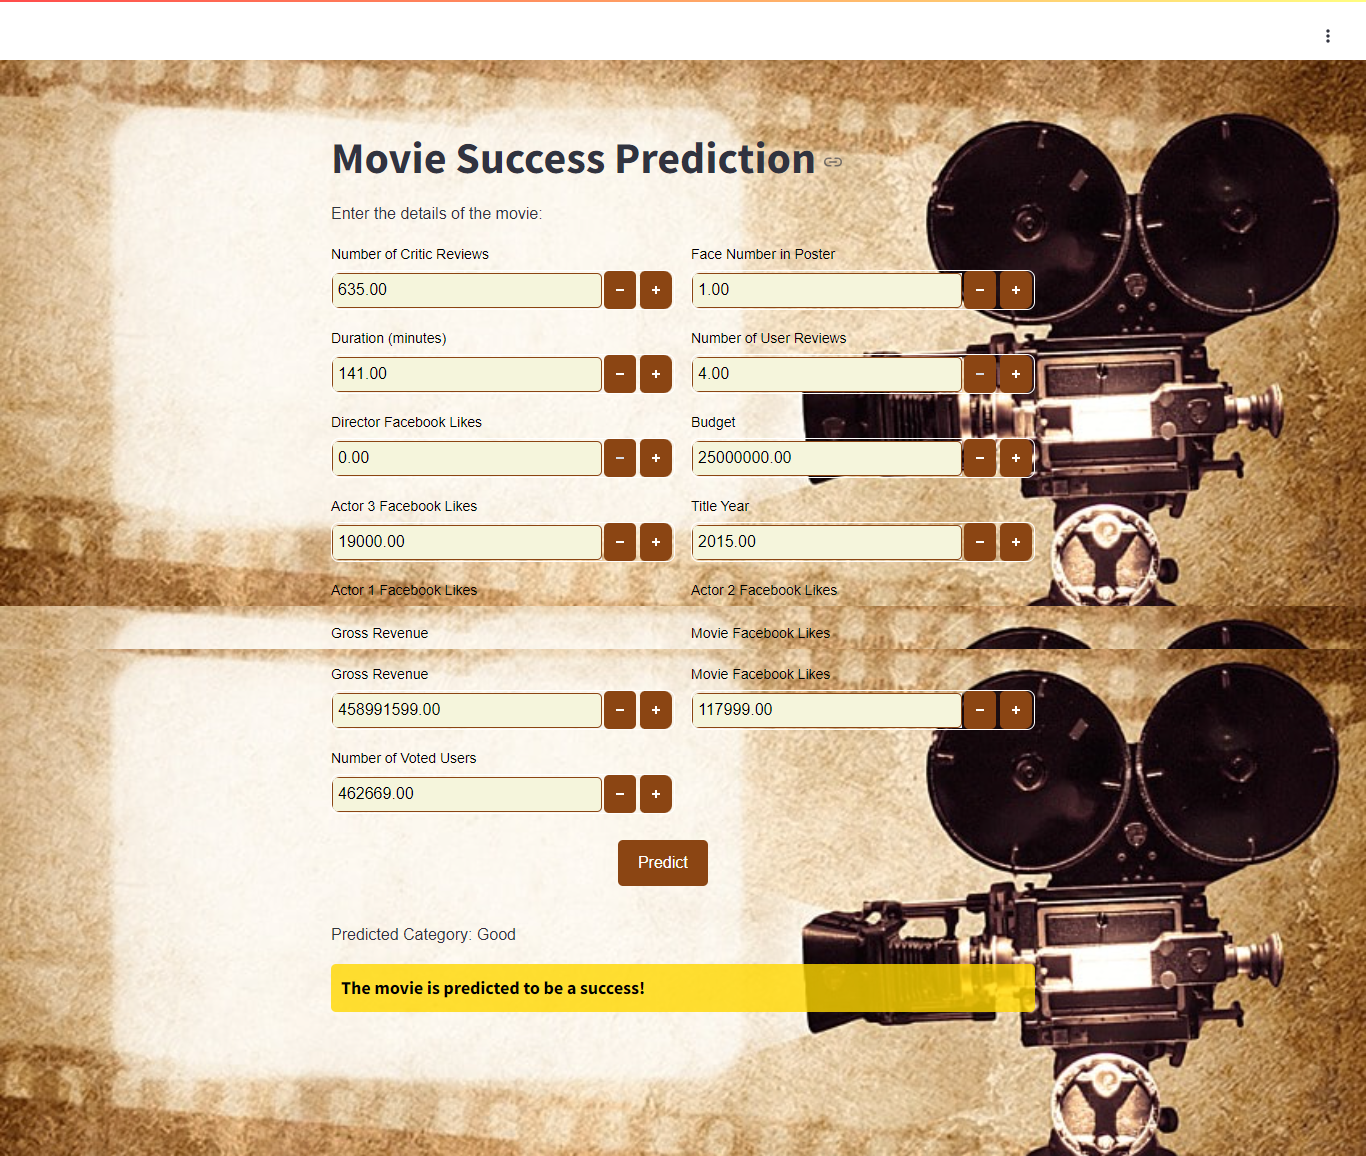 Movie Success Prediction
Enter the details of the movie:
Number of Critic Reviews Face Number in Poster
635.00 − + 1.00 − +
Duration (minutes) Number of User Reviews
141.00 − + 4.00 − +
Director Facebook Likes Budget
0.00 − + 25000000.00 − +
Actor 3 Facebook Likes Title Year
19000.00 − + 2015.00 − +
Actor 1 Facebook Likes Actor 2 Facebook Likes
Gross Revenue Movie Facebook Likes
Gross Revenue Movie Facebook Likes
458991599.00 − + 117999.00 − +
Number of Voted Users
462669.00 − +
Predict
Predicted Category: Good
The movie is predicted to be a success!